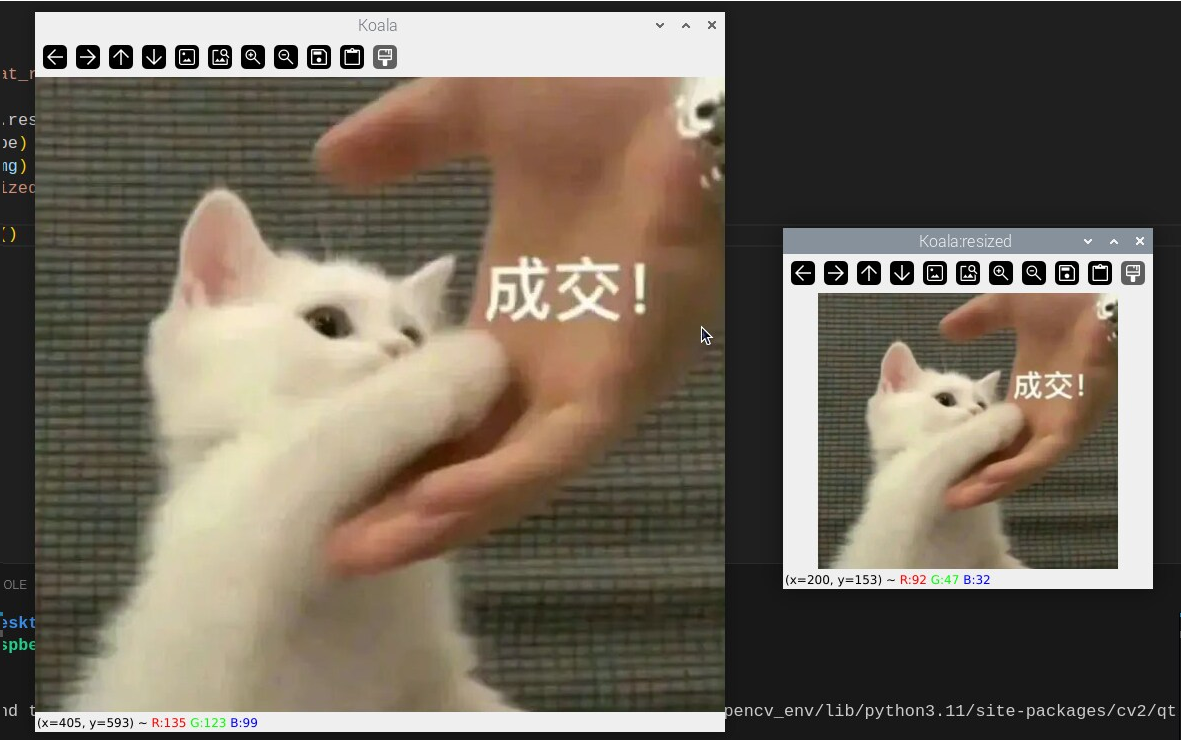 Koala
at_r
.res
pe)
mg)
ized
()
成交!
Koala:resized
成交!
(x=200, y=153) ~ R:92 G:47 B:32
OLE
eskt
spbe
nd t
pencv_env/lib/python3.11/site-packages/cv2/qt
(x=405, y=593) ~ R:135 G:123 B:99